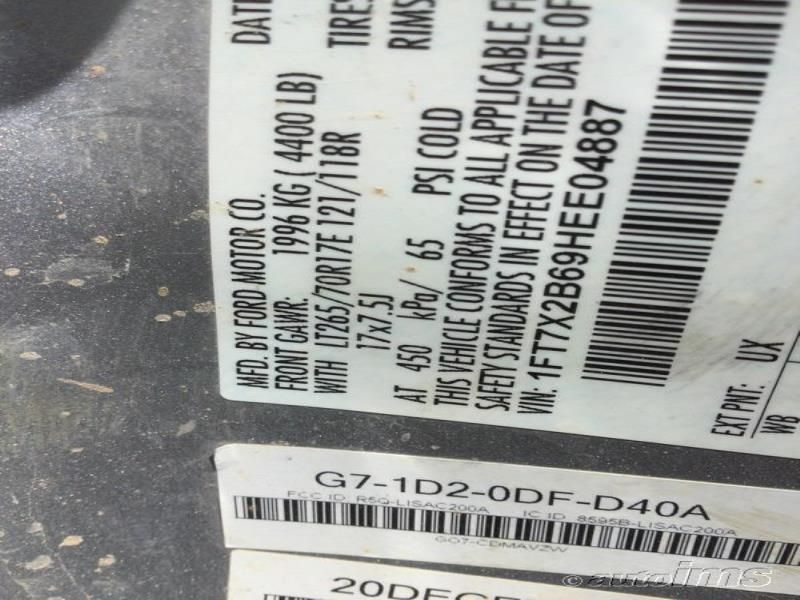 MFD. BY FORD MOTOR CO.
DATE
FRONT GAWR: 1996 KG ( 4400 LB)
WITH LT265/70R17E 121/118R TIRES
17x7.5J RIMS
AT 450 kPa/ 65 PSI COLD
THIS VEHICLE CONFORMS TO ALL APPLICABLE
SAFETY STANDARDS IN EFFECT ON THE DATE OF
VIN: 1FT7X2B69HEE04887
EXT PNT: UX
WB
G7-1D2-0DF-D40A
FCC ID R5Q-LISAC200A IC ID 8595B-LISAC200A
GO7-CDMAVZW
© autoims